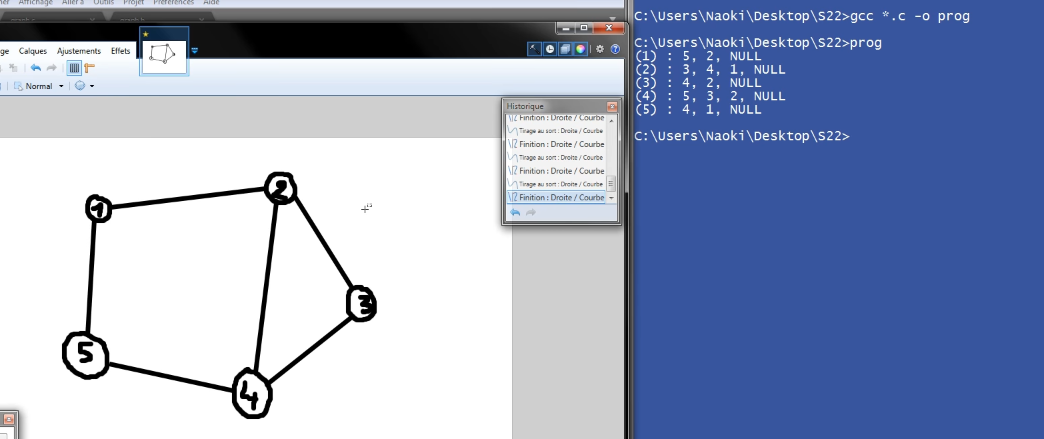 Affichage Aller à Outils Projet Préférences Aide
Calques Ajustements Effets
Normal
Historique
Finition : Droite / Courbe
Tirage au sort : Droite / Courbe
Finition : Droite / Courbe
Tirage au sort : Droite / Courbe
Finition : Droite / Courbe
Tirage au sort : Droite / Courbe
Finition : Droite / Courbe
1
2
3
5
4
C:\Users\Naoki\Desktop\S22>gcc *.c -o prog
C:\Users\Naoki\Desktop\S22>prog
(1) : 5, 2, NULL
(2) : 3, 4, 1, NULL
(3) : 4, 2, NULL
(4) : 5, 3, 2, NULL
(5) : 4, 1, NULL
C:\Users\Naoki\Desktop\S22>